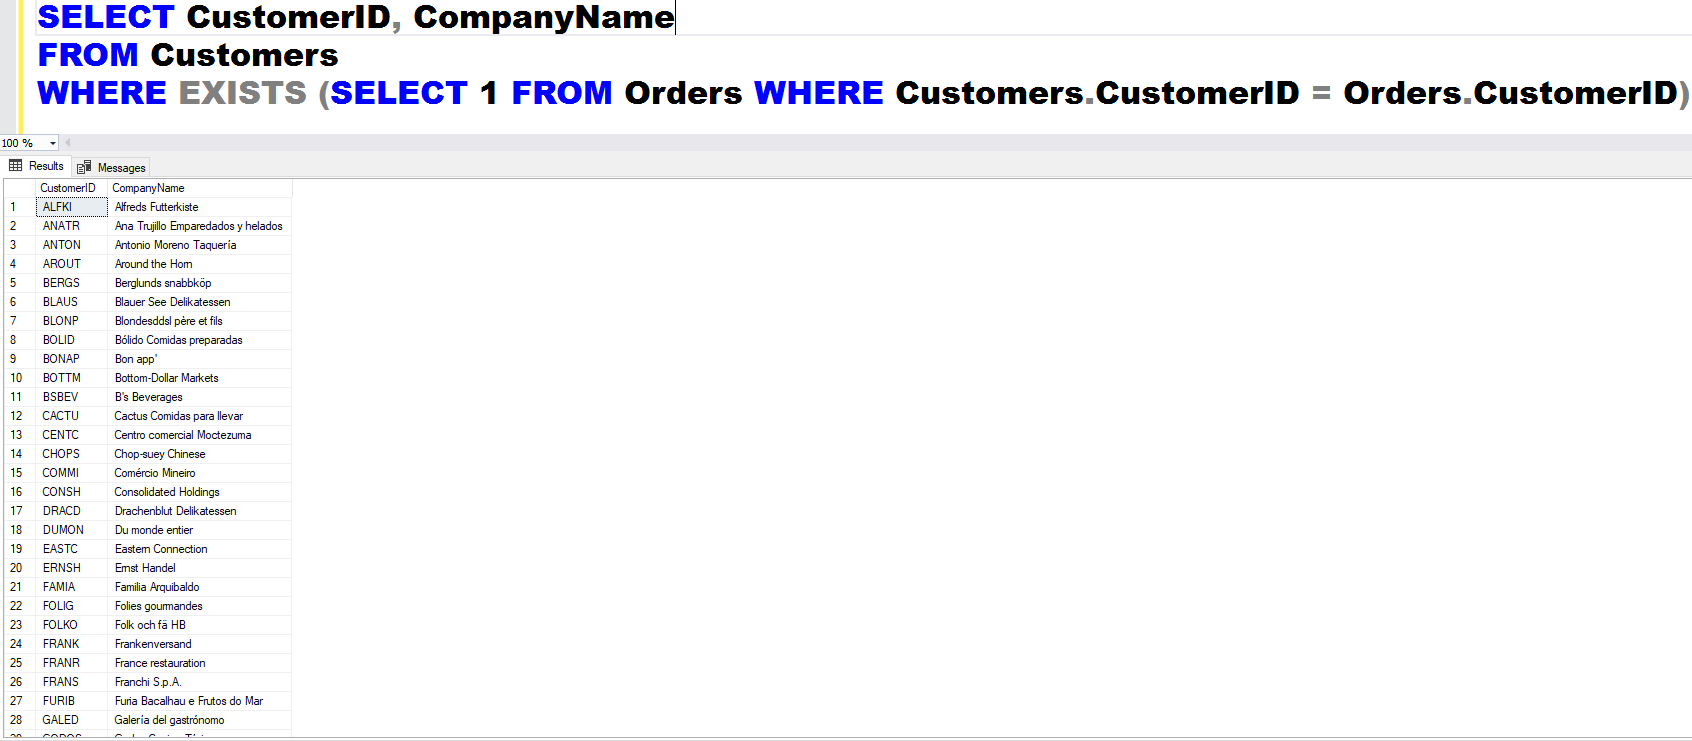 SELECT CustomerID, CompanyName
FROM Customers
WHERE EXISTS (SELECT 1 FROM Orders WHERE Customers.CustomerID = Orders.CustomerID)
100 %
Results Messages
CustomerID CompanyName
1 ALFKI Alfreds Futterkiste
2 ANATR Ana Trujillo Emparedados y helados
3 ANTON Antonio Moreno Taquería
4 AROUT Around the Horn
5 BERGS Berglunds snabbköp
6 BLAUS Blauer See Delikatessen
7 BLONP Blondesddsl père et fils
8 BOLID Bólido Comidas preparadas
9 BONAP Bon app'
10 BOTTM Bottom-Dollar Markets
11 BSBEV B's Beverages
12 CACTU Cactus Comidas para llevar
13 CENTC Centro comercial Moctezuma
14 CHOPS Chop-suey Chinese
15 COMMI Comércio Mineiro
16 CONSH Consolidated Holdings
17 DRACD Drachenblut Delikatessen
18 DUMON Du monde entier
19 EASTC Eastern Connection
20 ERNSH Ernst Handel
21 FAMIA Familia Arquibaldo
22 FOLIG Folies gourmandes
23 FOLKO Folk och fä HB
24 FRANK Frankenversand
25 FRANR France restauration
26 FRANS Franchi S.p.A.
27 FURIB Furia Bacalhau e Frutos do Mar
28 GALED Galería del gastrónomo